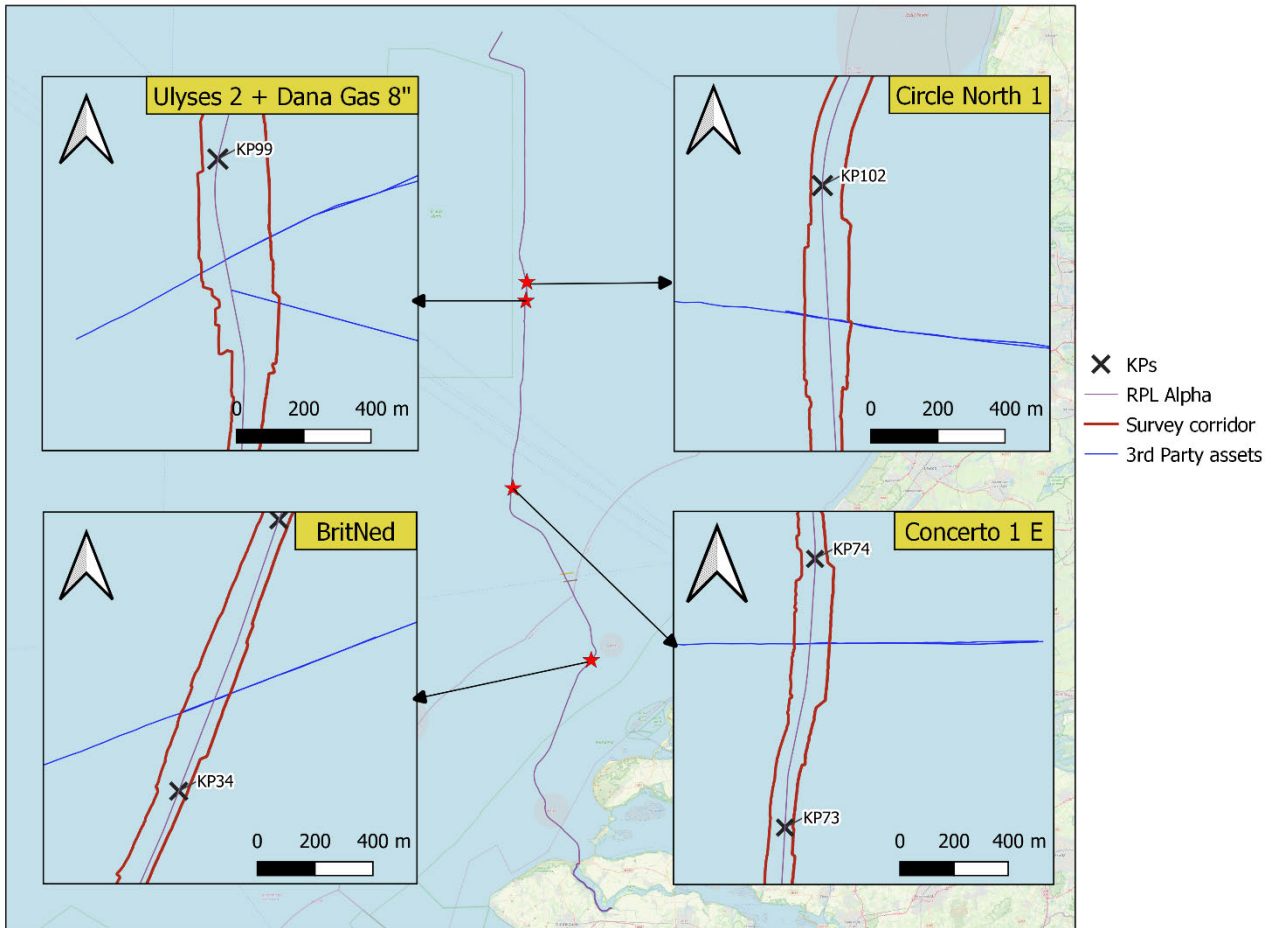 Ulyses 2 + Dana Gas 8"
KP99
0 200 400 m
Circle North 1
KP102
0 200 400 m
KPs
RPL Alpha
Survey corridor
3rd Party assets
BritNed
KP34
0 200 400 m
Concerto 1 E
KP74
KP73
0 200 400 m